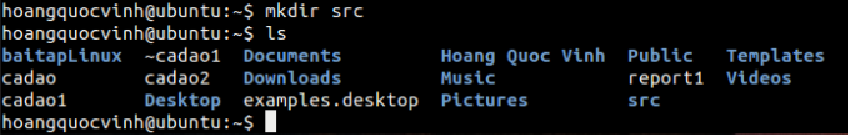 hoangquocvinh@ubuntu:~$ mkdir src
hoangquocvinh@ubuntu:~$ ls
baitapLinux  ~cadao1  Documents         Hoang Quoc Vinh  Public   Templates
cadao        cadao2   Downloads         Music            report1  Videos
cadao1       Desktop  examples.desktop  Pictures         src
hoangquocvinh@ubuntu:~$